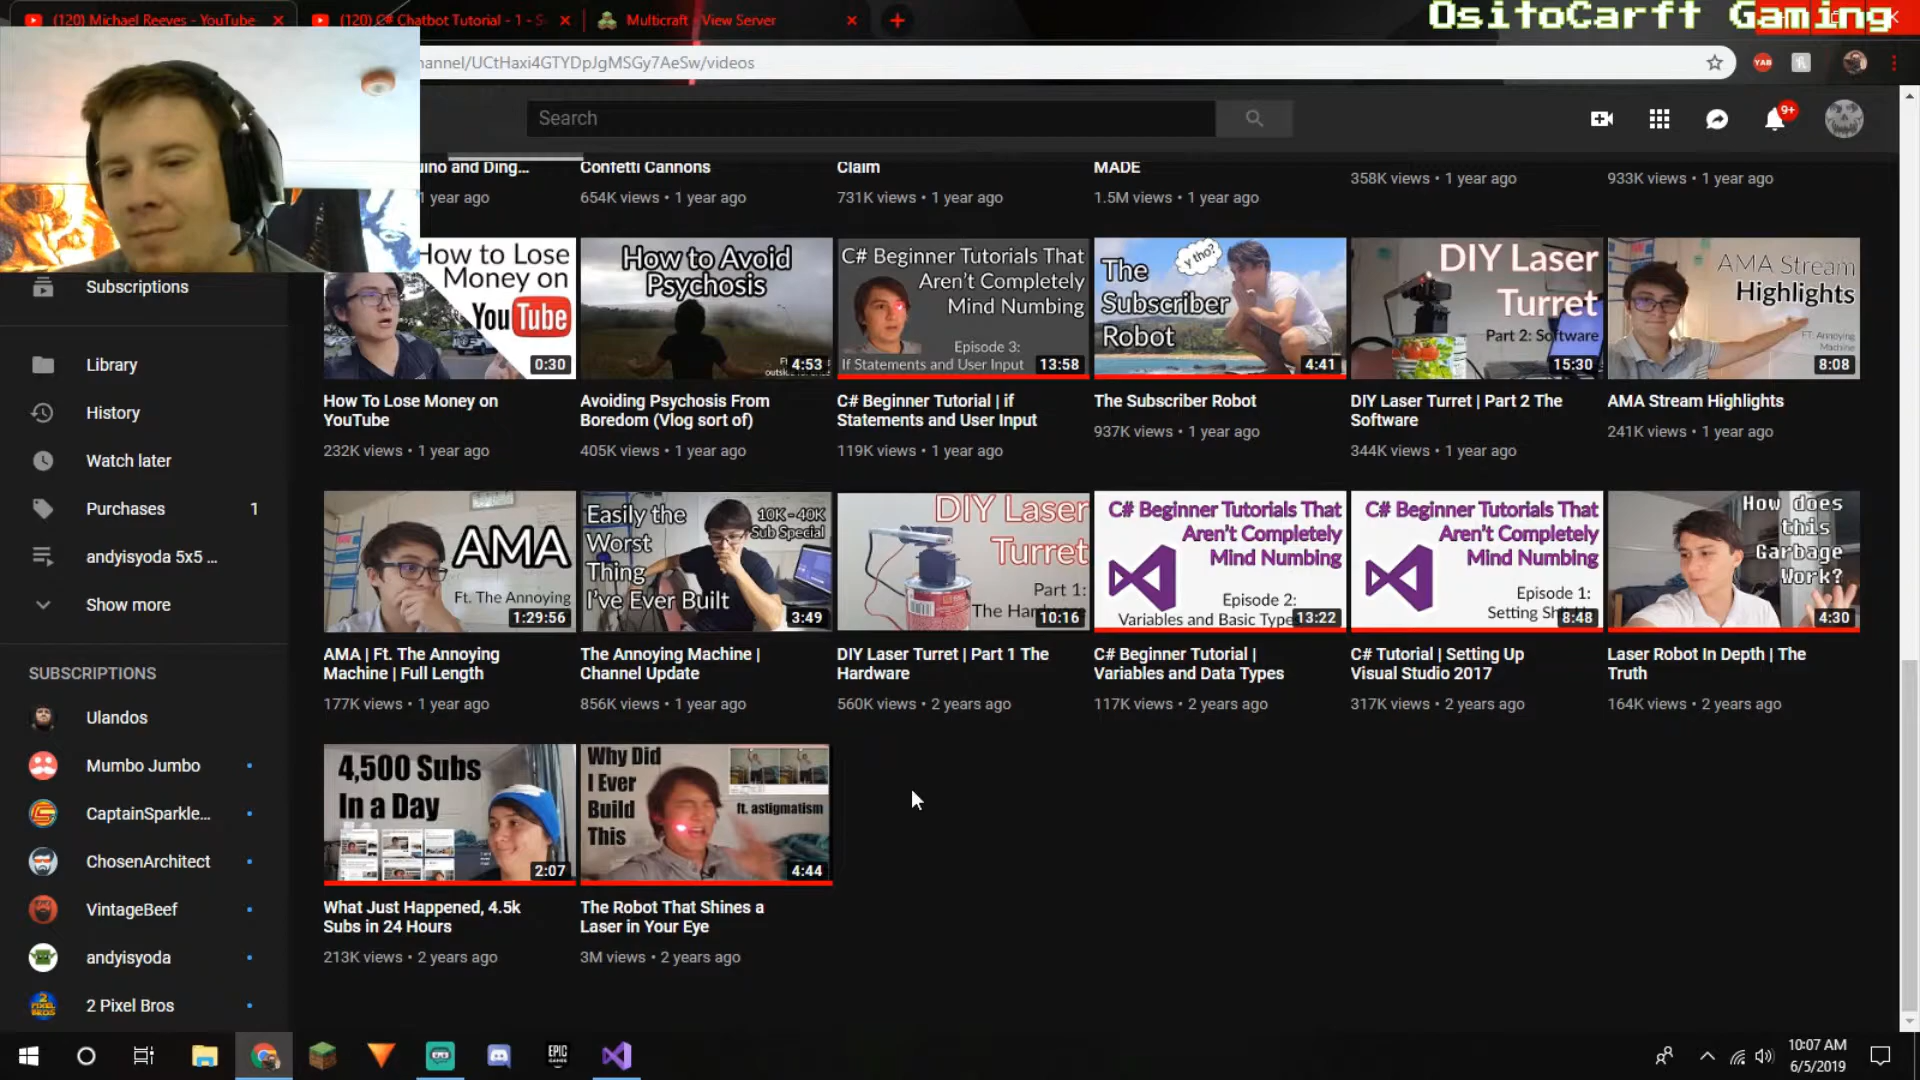 (120) Michael Reeves - YouTube
(120) C# Chatbot Tutorial - 1 - S
Multicraft - View Server
OsitoCarft Gaming
annel/UCtHaxi4GTYDpJgMSGy7AeSw/videos
Search
9+
uino and Ding...
Confetti Cannons
Claim
MADE
1 year ago
654K views • 1 year ago
731K views • 1 year ago
1.5M views • 1 year ago
358K views • 1 year ago
933K views • 1 year ago
How to Lose
Money on
YouTube
0:30
How to Avoid
Psychosis
4:53
C# Beginner Tutorials That
Aren't Completely
Mind Numbing
Episode 3:
If Statements and User Input
13:58
y tho?
The
Subscriber
Robot
4:41
DIY Laser
Turret
Part 2: Software
15:30
AMA Stream
Highlights
FT: Annoying
Machine
8:08
How To Lose Money on
YouTube
232K views • 1 year ago
Avoiding Psychosis From
Boredom (Vlog sort of)
405K views • 1 year ago
C# Beginner Tutorial | if
Statements and User Input
119K views • 1 year ago
The Subscriber Robot
937K views • 1 year ago
DIY Laser Turret | Part 2 The
Software
344K views • 1 year ago
AMA Stream Highlights
241K views • 1 year ago
AMA
Ft. The Annoying
1:29:56
Easily the
Worst
Thing
I've Ever Built
10K - 40K
Sub Special
3:49
DIY Laser
Turret
Part 1:
The Hard
10:16
C# Beginner Tutorials That
Aren't Completely
Mind Numbing
Episode 2:
Variables and Basic Type
13:22
C# Beginner Tutorials That
Aren't Completely
Mind Numbing
Episode 1:
Setting
8:48
How does
this
Garbage
Work?
4:30
AMA | Ft. The Annoying
Machine | Full Length
177K views • 1 year ago
The Annoying Machine |
Channel Update
856K views • 1 year ago
DIY Laser Turret | Part 1 The
Hardware
560K views • 2 years ago
C# Beginner Tutorial |
Variables and Data Types
117K views • 2 years ago
C# Tutorial | Setting Up
Visual Studio 2017
317K views • 2 years ago
Laser Robot In Depth | The
Truth
164K views • 2 years ago
4,500 Subs
In a Day
2:07
Why Did
I Ever
Build
This
ft. astigmatism
4:44
What Just Happened, 4.5k
Subs in 24 Hours
213K views • 2 years ago
The Robot That Shines a
Laser in Your Eye
3M views • 2 years ago
Subscriptions
Library
History
Watch later
Purchases 1
andyisyoda 5x5 ...
Show more
SUBSCRIPTIONS
Ulandos
Mumbo Jumbo
CaptainSparkle...
ChosenArchitect
VintageBeef
andyisyoda
2 Pixel Bros
EPIC
GAMES
10:07 AM
6/5/2019